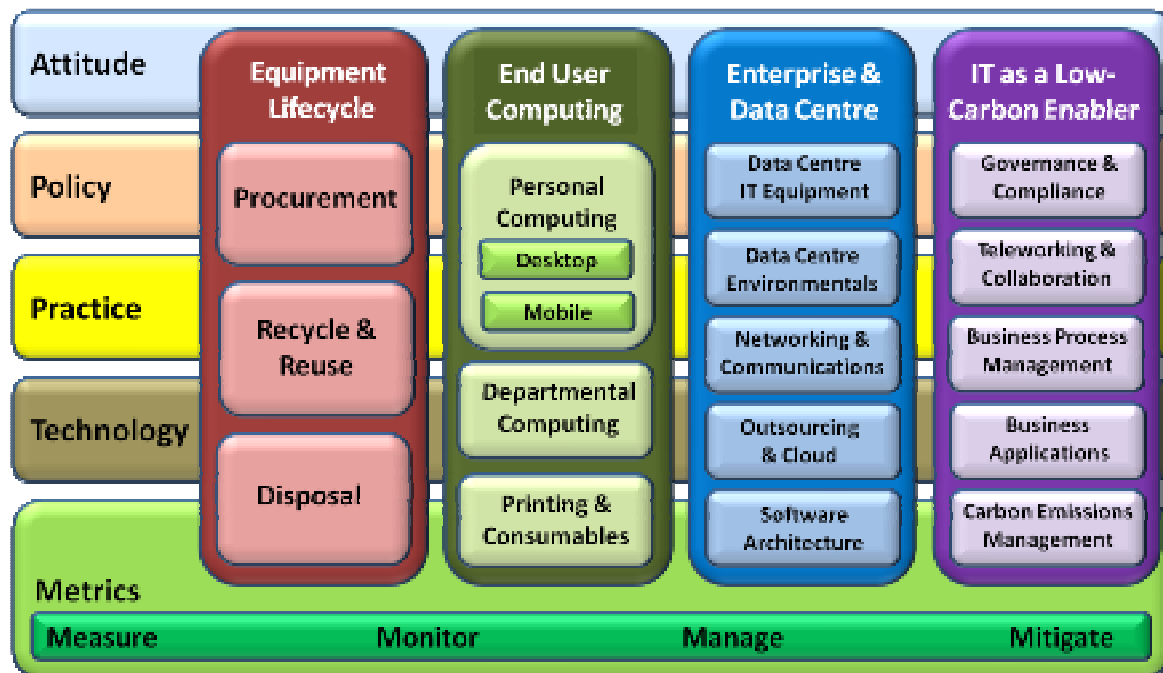 Attitude
Policy
Practice
Technology
Equipment
Lifecycle
Procurement
Recycle &
Reuse
Disposal
End User
Computing
Personal
Computing
Desktop
Mobile
Departmental
Computing
Printing &
Consumables
Enterprise &
Data Centre
Data Centre
IT Equipment
Data Centre
Environmentals
Networking &
Communications
Outsourcing
& Cloud
Software
Architecture
IT as a Low-
Carbon Enabler
Governance &
Compliance
Teleworking &
Collaboration
Business Process
Management
Business
Applications
Carbon Emissions
Management
Metrics
Measure Monitor Manage Mitigate